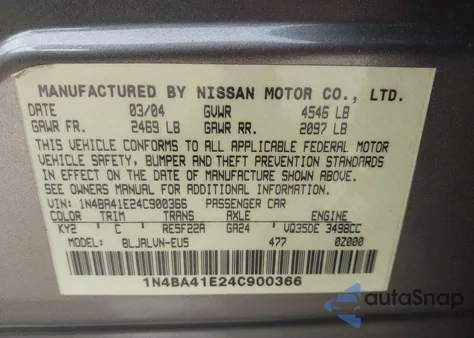 MANUFACTURED BY NISSAN MOTOR CO., LTD.
DATE 03/04 GVWR 4546 LB
GAWR FR. 2469 LB GAWR RR. 2097 LB
THIS VEHICLE CONFORMS TO ALL APPLICABLE FEDERAL MOTOR
VEHICLE SAFETY, BUMPER AND THEFT PREVENTION STANDARDS
IN EFFECT ON THE DATE OF MANUFACTURE SHOWN ABOVE.
SEE OWNERS MANUAL FOR ADDITIONAL INFORMATION.
VIN: 1N4BA41E24C900366 PASSENGER CAR
COLOR TRIM TRANS AXLE ENGINE
KY2 C RE5F22A GA24 VQ35DE 3498CC
MODEL: BLJALVN-EU5 477 0Z000
1N4BA41E24C900366
autaSnap